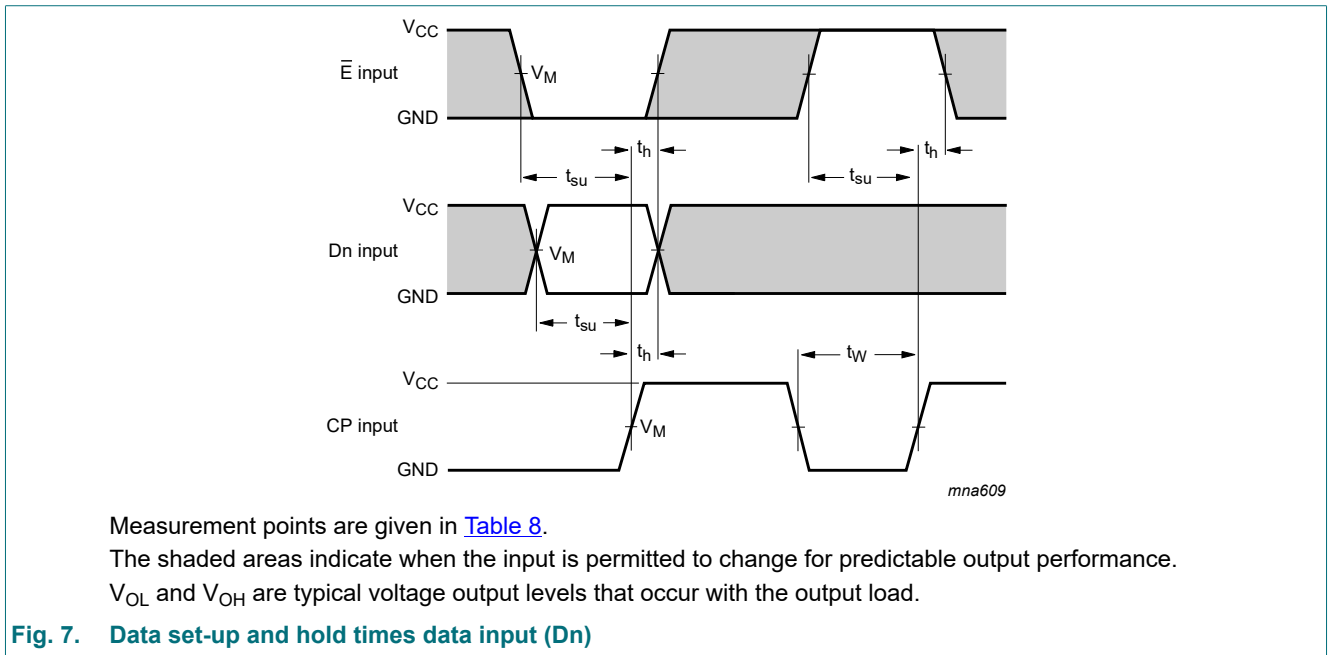 VCC
E̅ input
VM
GND
th
th
tsu
tsu
VCC
Dn input
VM
GND
tsu
th
tW
VCC
CP input
VM
GND
mna609
Measurement points are given in Table 8.
The shaded areas indicate when the input is permitted to change for predictable output performance.
VOL and VOH are typical voltage output levels that occur with the output load.
Fig. 7. Data set-up and hold times data input (Dn)